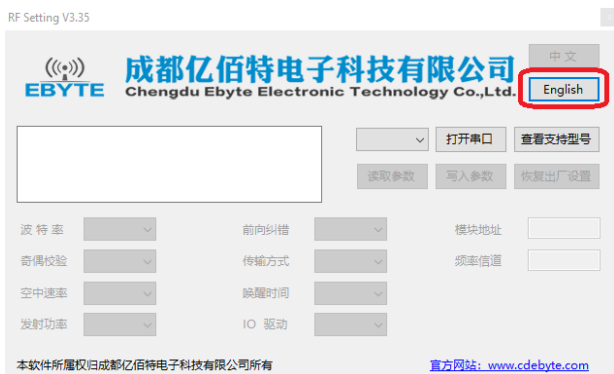 RF Setting V3.35
EBYTE
成都亿佰特电子科技有限公司
Chengdu Ebyte Electronic Technology Co.,Ltd.
中 文
English
打开串口 查看支持型号
读取参数 写入参数 恢复出厂设置
波 特 率 前向纠错 模块地址
奇偶校验 传输方式 频率信道
空中速率 唤醒时间
发射功率 IO 驱动
本软件所属权归成都亿佰特电子科技有限公司所有 官方网站：www.cdebyte.com